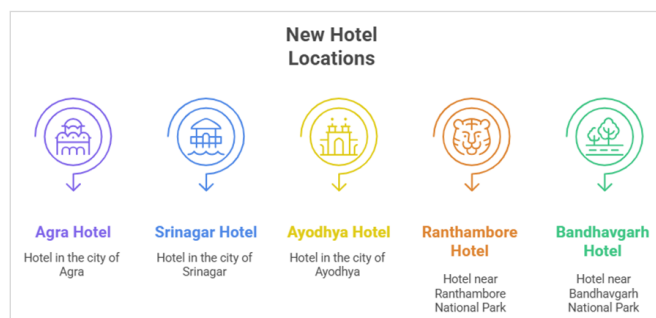 New Hotel
Locations
Agra Hotel
Hotel in the city of
Agra
Srinagar Hotel
Hotel in the city of
Srinagar
Ayodhya Hotel
Hotel in the city of
Ayodhya
Ranthambore
Hotel
Hotel near
Ranthambore
National Park
Bandhavgarh
Hotel
Hotel near
Bandhavgarh
National Park